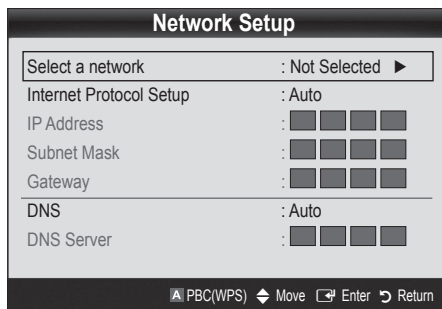 Network Setup
Select a network : Not Selected ►
Internet Protocol Setup : Auto
IP Address :
Subnet Mask :
Gateway :
DNS : Auto
DNS Server :
A PBC(WPS) Move Enter Return